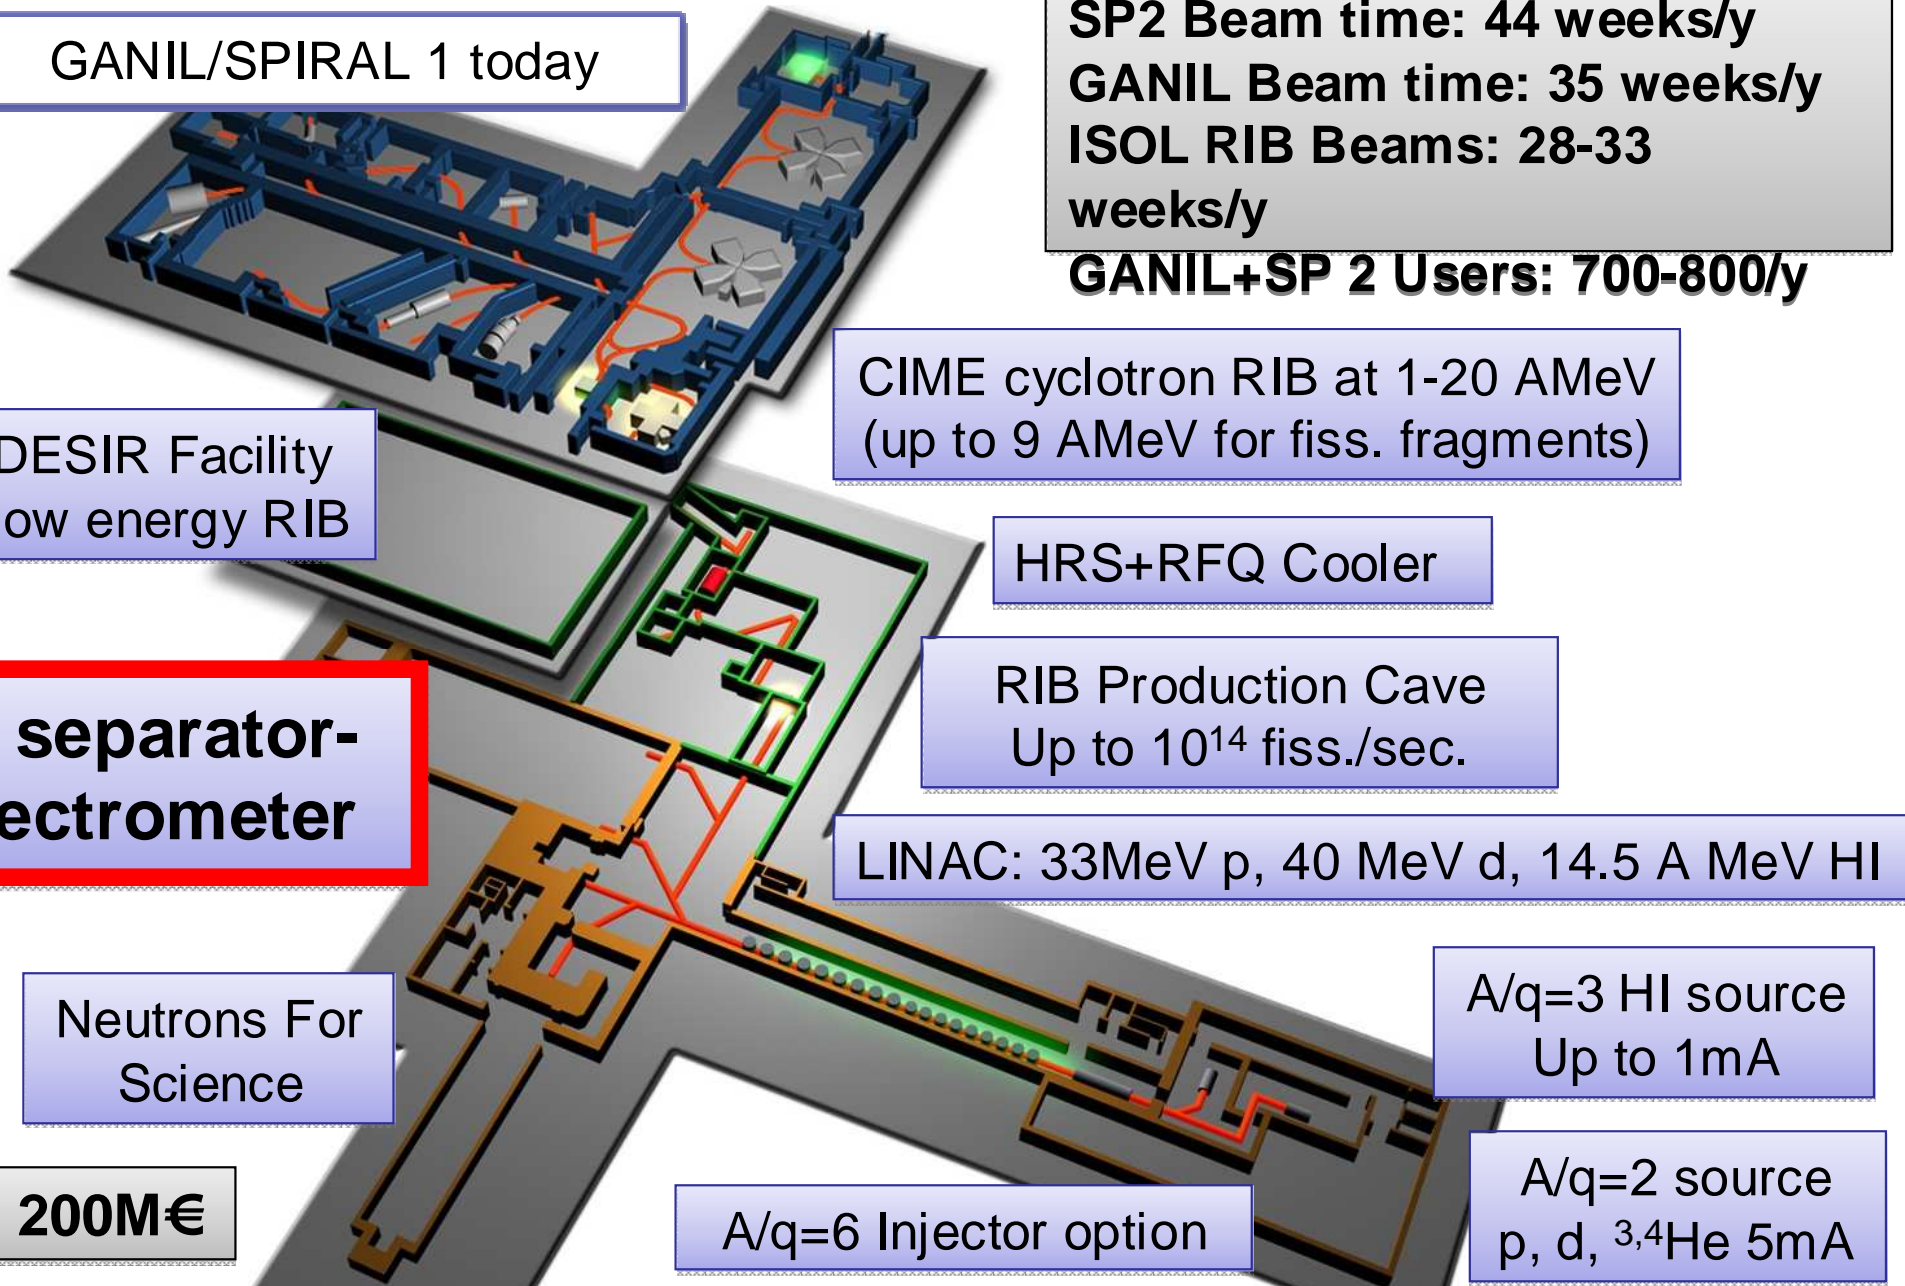 GANIL/SPIRAL 1 today
SP2 Beam time: 44 weeks/y
GANIL Beam time: 35 weeks/y
ISOL RIB Beams: 28-33
weeks/y
GANIL+SP 2 Users: 700-800/y
CIME cyclotron RIB at 1-20 AMeV
(up to 9 AMeV for fiss. fragments)
DESIR Facility
ow energy RIB
HRS+RFQ Cooler
RIB Production Cave
Up to 10¹⁴ fiss./sec.
separator-
ectrometer
LINAC: 33MeV p, 40 MeV d, 14.5 A MeV HI
Neutrons For
Science
A/q=3 HI source
Up to 1mA
200M€
A/q=6 Injector option
A/q=2 source
p, d, ³,⁴He 5mA